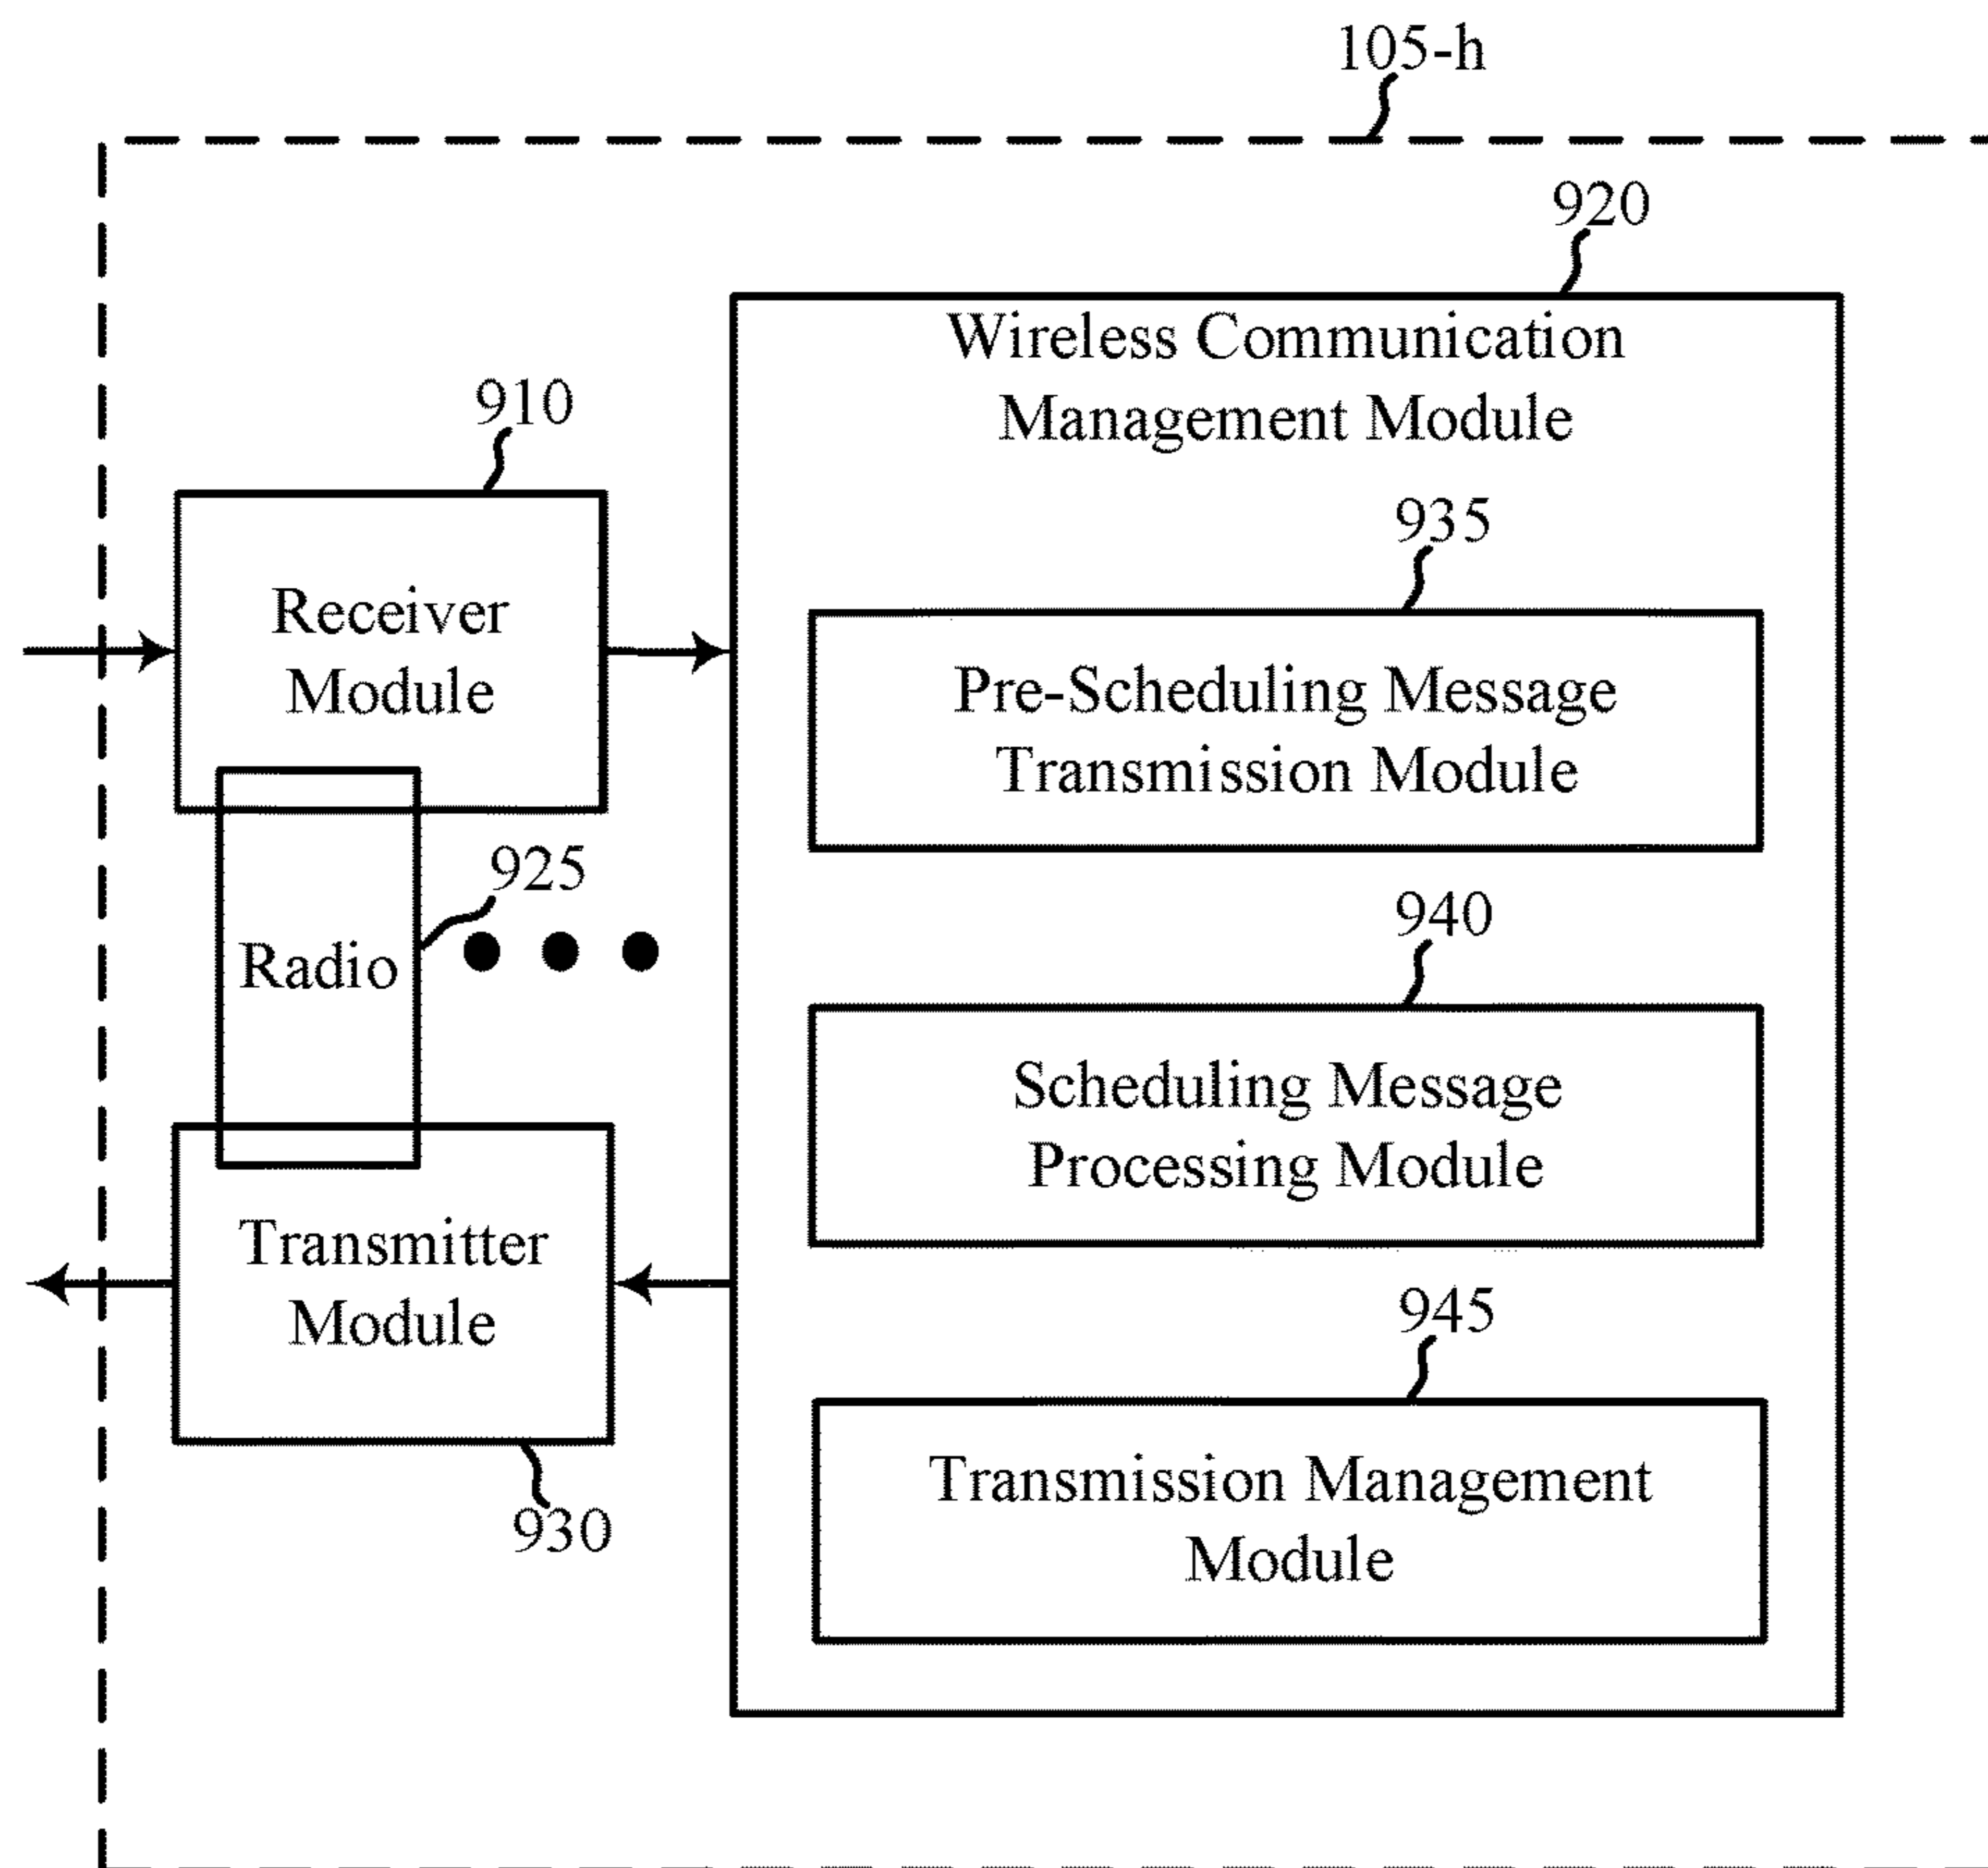 105-h
920
Wireless Communication
Management Module
910
Receiver
Module
935
Pre-Scheduling Message
Transmission Module
925
Radio
940
Scheduling Message
Processing Module
Transmitter
Module
930
945
Transmission Management
Module